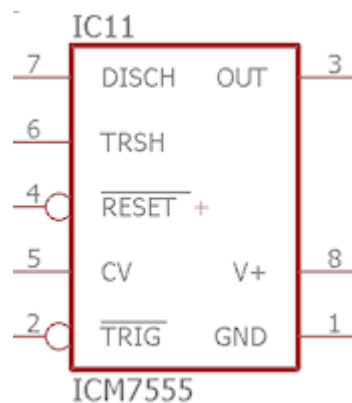 IC11
7 DISCH OUT 3
6 TRSH
4 RESET
5 CV V+ 8
2 TRIG GND 1
ICM7555